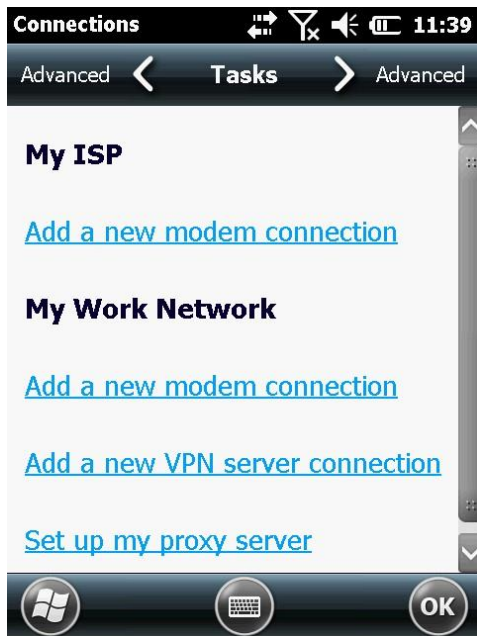 Connections 11:39
Advanced Tasks Advanced
My ISP
Add a new modem connection
My Work Network
Add a new modem connection
Add a new VPN server connection
Set up my proxy server
OK